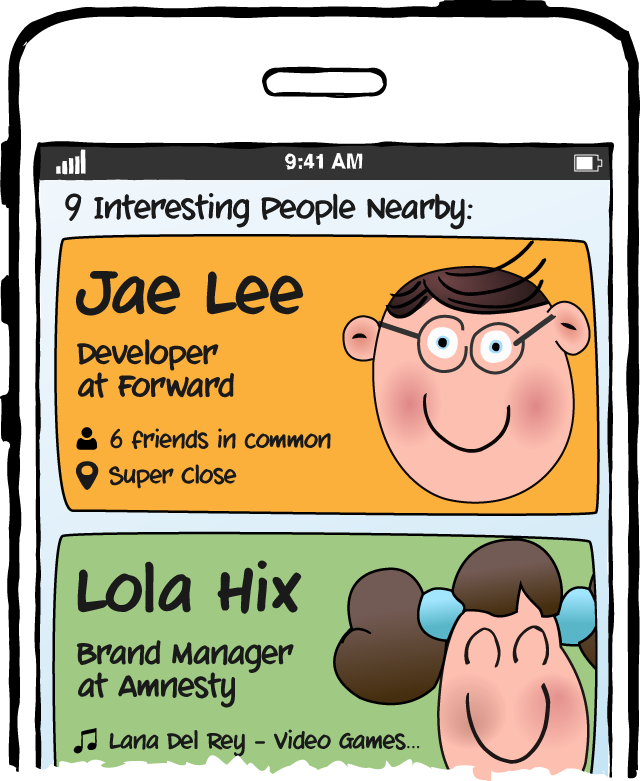 9:41 AM
9 Interesting People Nearby:
Jae Lee
Developer
at Forward
6 friends in common
Super Close
Lola Hix
Brand Manager
at Amnesty
Lana Del Rey - Video Games...